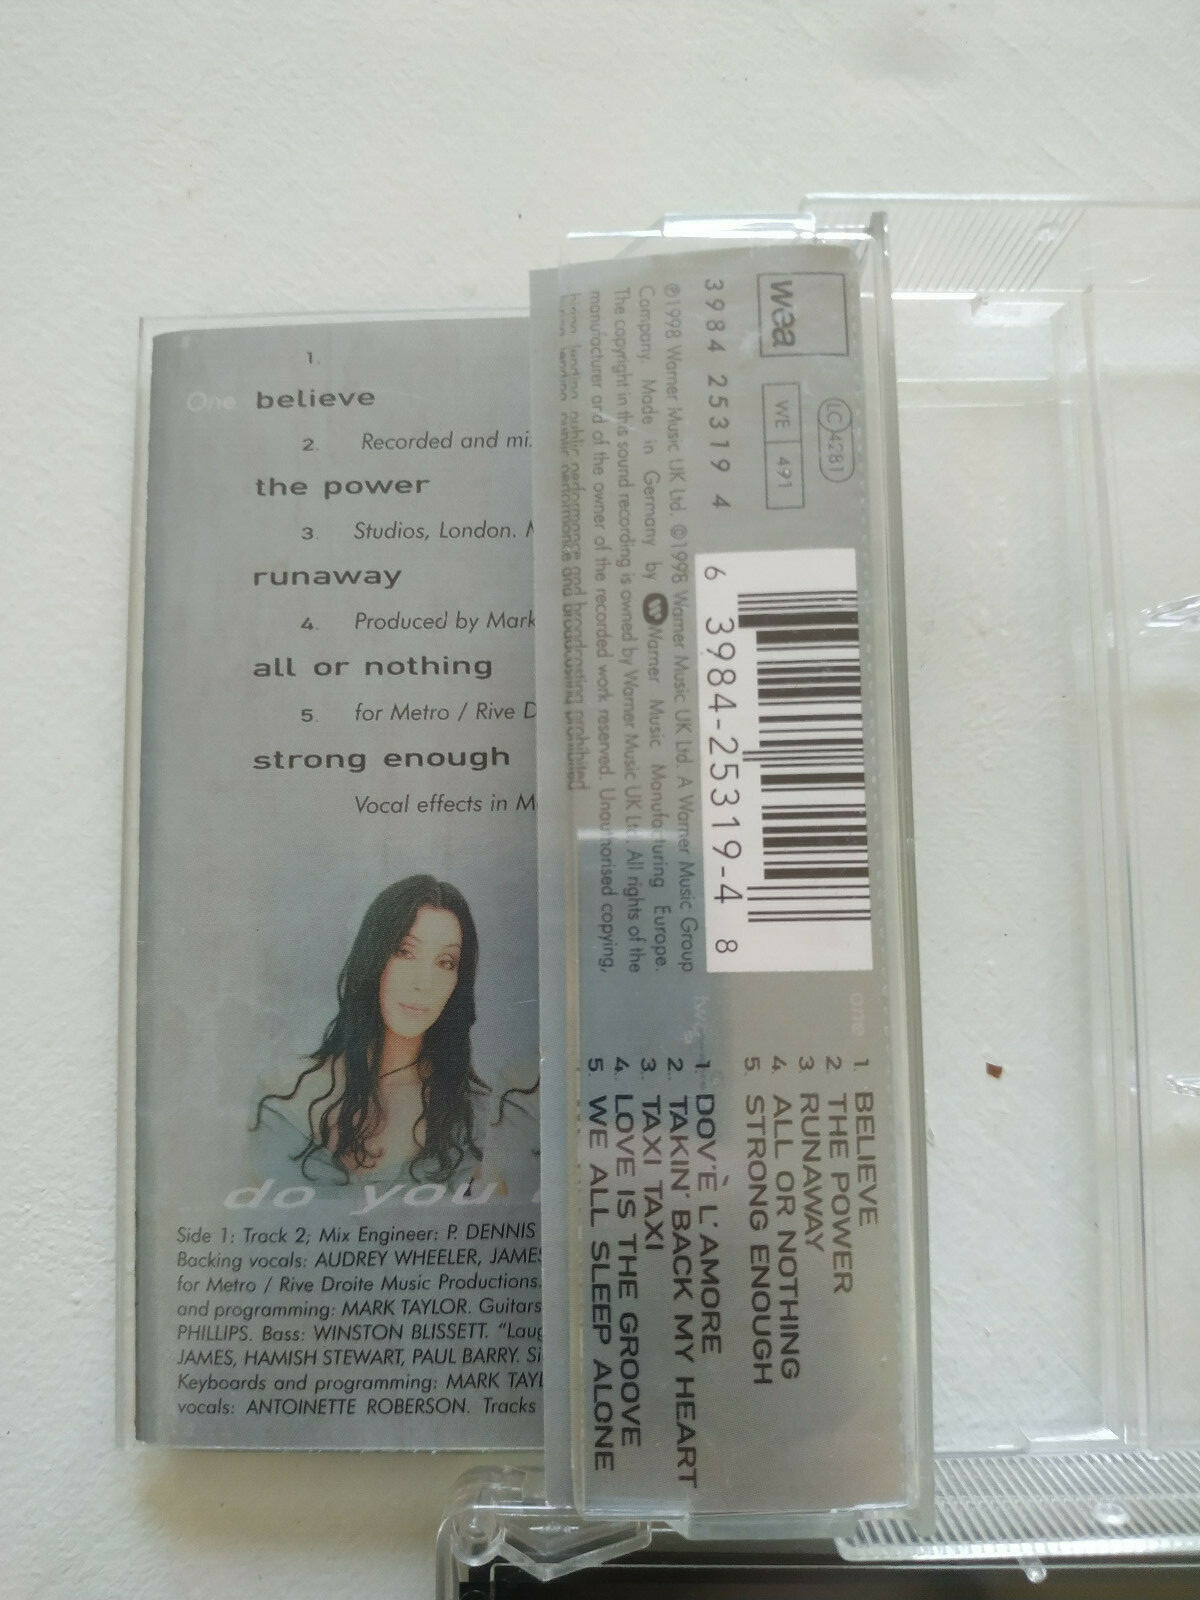 1.
One believe
2. Recorded and mi
the power
3. Studios, London.
runaway
4. Produced by Mark
all or nothing
5. for Metro / Rive D
strong enough
Vocal effects in M
do you
Side 1: Track 2; Mix Engineer: P. DENNIS
Backing vocals: AUDREY WHEELER, JAMES
for Metro / Rive Droite Music Productions.
and programming: MARK TAYLOR. Guitars
PHILLIPS. Bass: WINSTON BLISSETT. "Laug
JAMES, HAMISH STEWART, PAUL BARRY. Si
Keyboards and programming: MARK TAYL
vocals: ANTOINETTE ROBERSON. Tracks
wea
LC 4281
WE 491
3984 25319 4
6 3984-25319-4 8
℗1998 Warner Music UK Ltd. ©1998 Warner Music UK Ltd. A Warner Music Group
Company. Made in Germany by Warner Music Manufacturing Europe.
The copyright in this sound recording is owned by Warner Music UK Ltd. All rights of the
manufacturer and of the owner of the recorded work reserved. Unauthorised copying,
hiring, lending, public performance and broadcasting prohibited
one
1. BELIEVE
2. THE POWER
3. RUNAWAY
4. ALL OR NOTHING
5. STRONG ENOUGH
1. DOV'È L'AMORE
2. TAKIN' BACK MY HEART
3. TAXI TAXI
4. LOVE IS THE GROOVE
5. WE ALL SLEEP ALONE